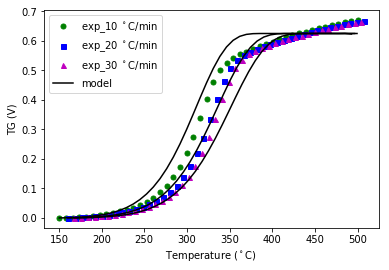 0.7
0.6
0.5
0.4
0.3
0.2
0.1
0.0
TG (V)
exp_10 °C/min
exp_20 °C/min
exp_30 °C/min
model
150 200 250 300 350 400 450 500
Temperature (°C)